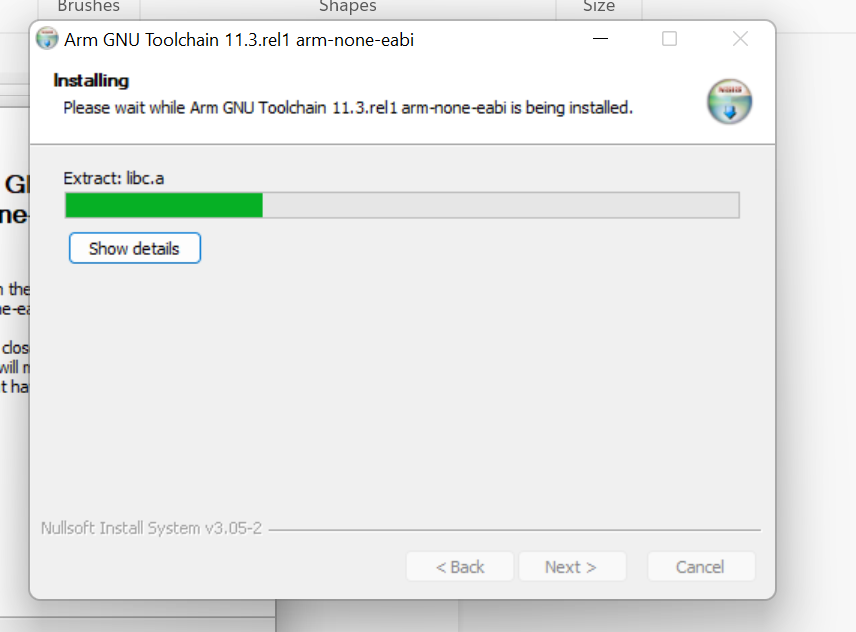 Brushes
Shapes
Size
Arm GNU Toolchain 11.3.rel1 arm-none-eabi
Installing
Please wait while Arm GNU Toolchain 11.3.rel1 arm-none-eabi is being installed.
Extract: libc.a
Show details
Nullsoft Install System v3.05-2
< Back
Next >
Cancel